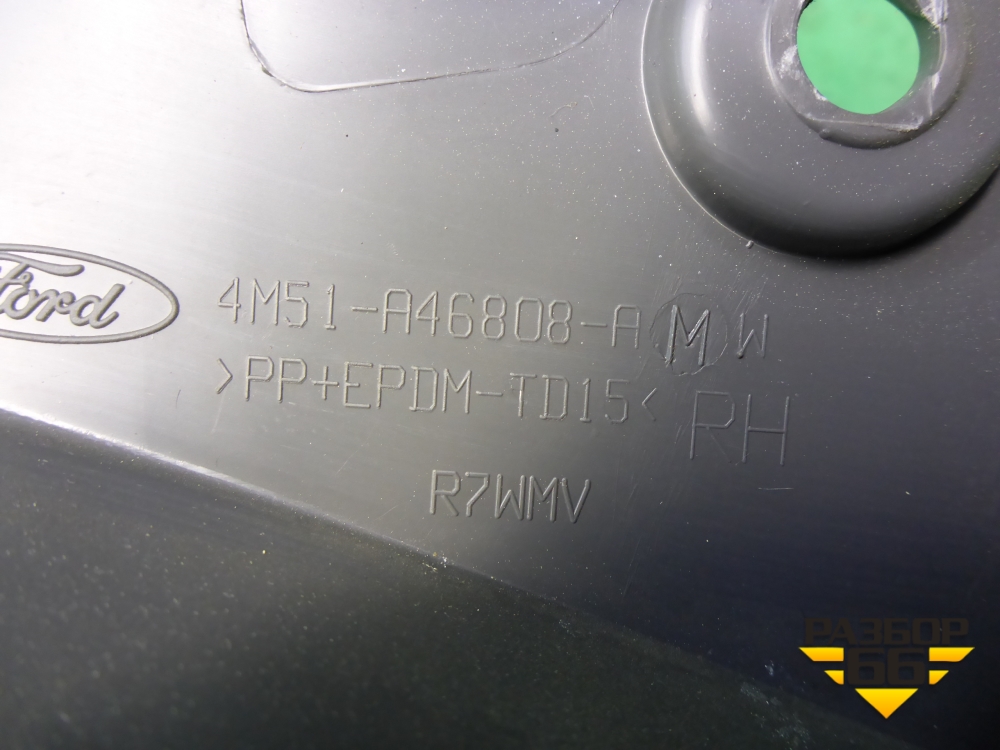 Ford
4M51-A46808-A M W
>PP+EPDM-TD15< RH
R7WMV
РАЗБОР
66